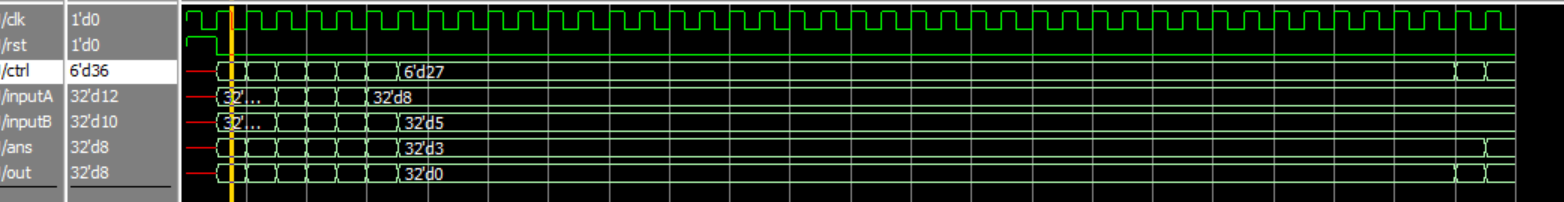 /clk 1'd0
/rst 1'd0
/ctrl 6'd36 6'd27
/inputA 32'd12 32'... 32'd8
/inputB 32'd10 32'... 32'd5
/ans 32'd8 32'd3
/out 32'd8 32'd0